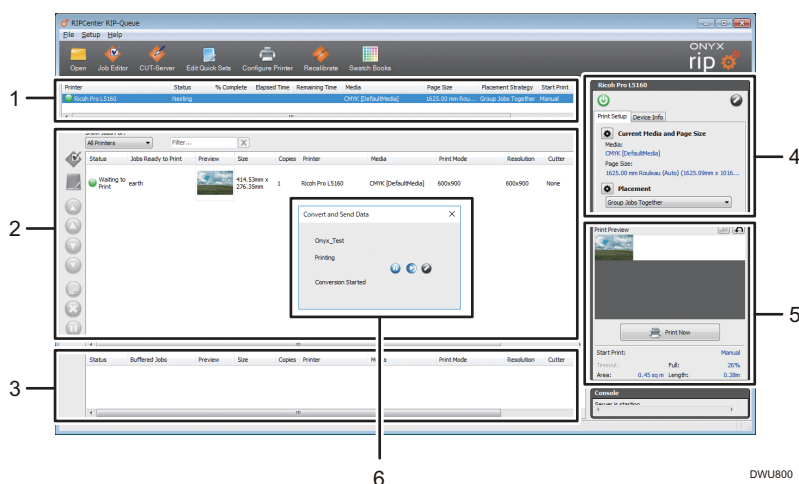 RIPCenter RIP-Queue
File Setup Help
Open Job Editor CUT-Server Edit Quick Sets Configure Printer Recalibrate Swatch Books
ONYX
rip
1
Printer Status % Complete Elapsed Time Remaining Time Media Page Size Placement Strategy Start Print
Ricoh Pro L5160 Nesting CMYK [DefaultMedia] 1625.00 mm Rou... Group Jobs Together Manual
2
Show Jobs For:
All Printers Filter...
Status Jobs Ready to Print Preview Size Copies Printer Media Print Mode Resolution Cutter
Waiting to Print earth 414.53mm x 276.35mm 1 Ricoh Pro L5160 CMYK [DefaultMedia] 600x900 600x900 None
Convert and Send Data
Onyx_Test
Printing
Conversion Started
3
Status Buffered Jobs Preview Size Copies Printer Print Mode Resolution Cutter
4
Ricoh Pro L5160
Print Setup Device Info
Current Media and Page Size
Media:
CMYK [DefaultMedia]
Page Size:
1625.00 mm Rouleau (Auto) (1625.09mm x 1016...
Placement
Group Jobs Together
5
Print Preview
Print Now
Start Print: Manual
Timeout: Full: 26%
Area: 0.45 sq m Length: 0.28m
Console
Server is starting
6
DWU800